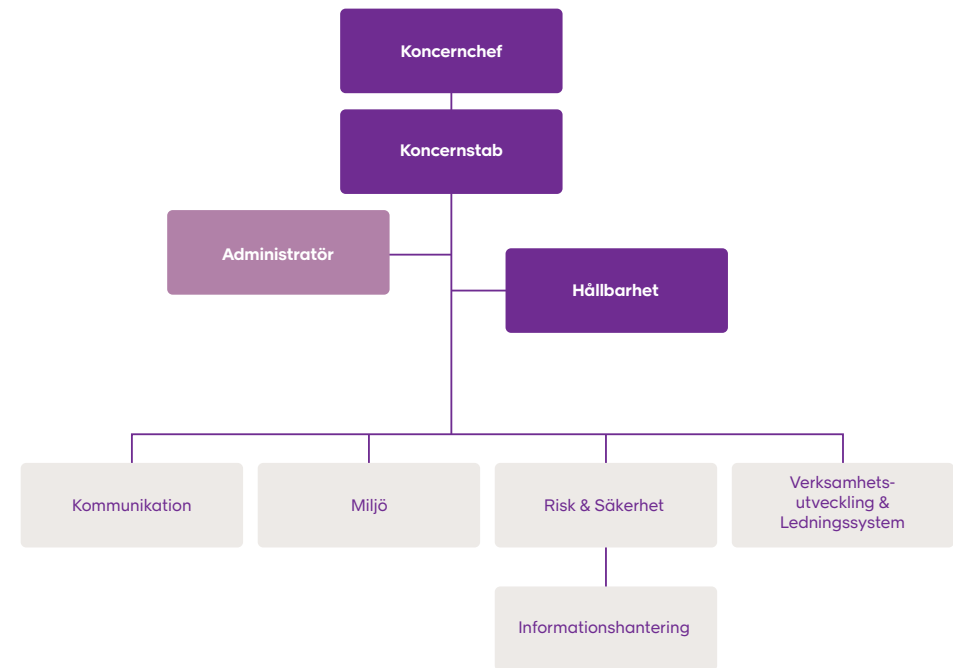 Koncernchef
Koncernstab
Administratör
Hållbarhet
Kommunikation
Miljö
Risk & Säkerhet
Verksamhets-
utveckling &
Ledningssystem
Informationshantering